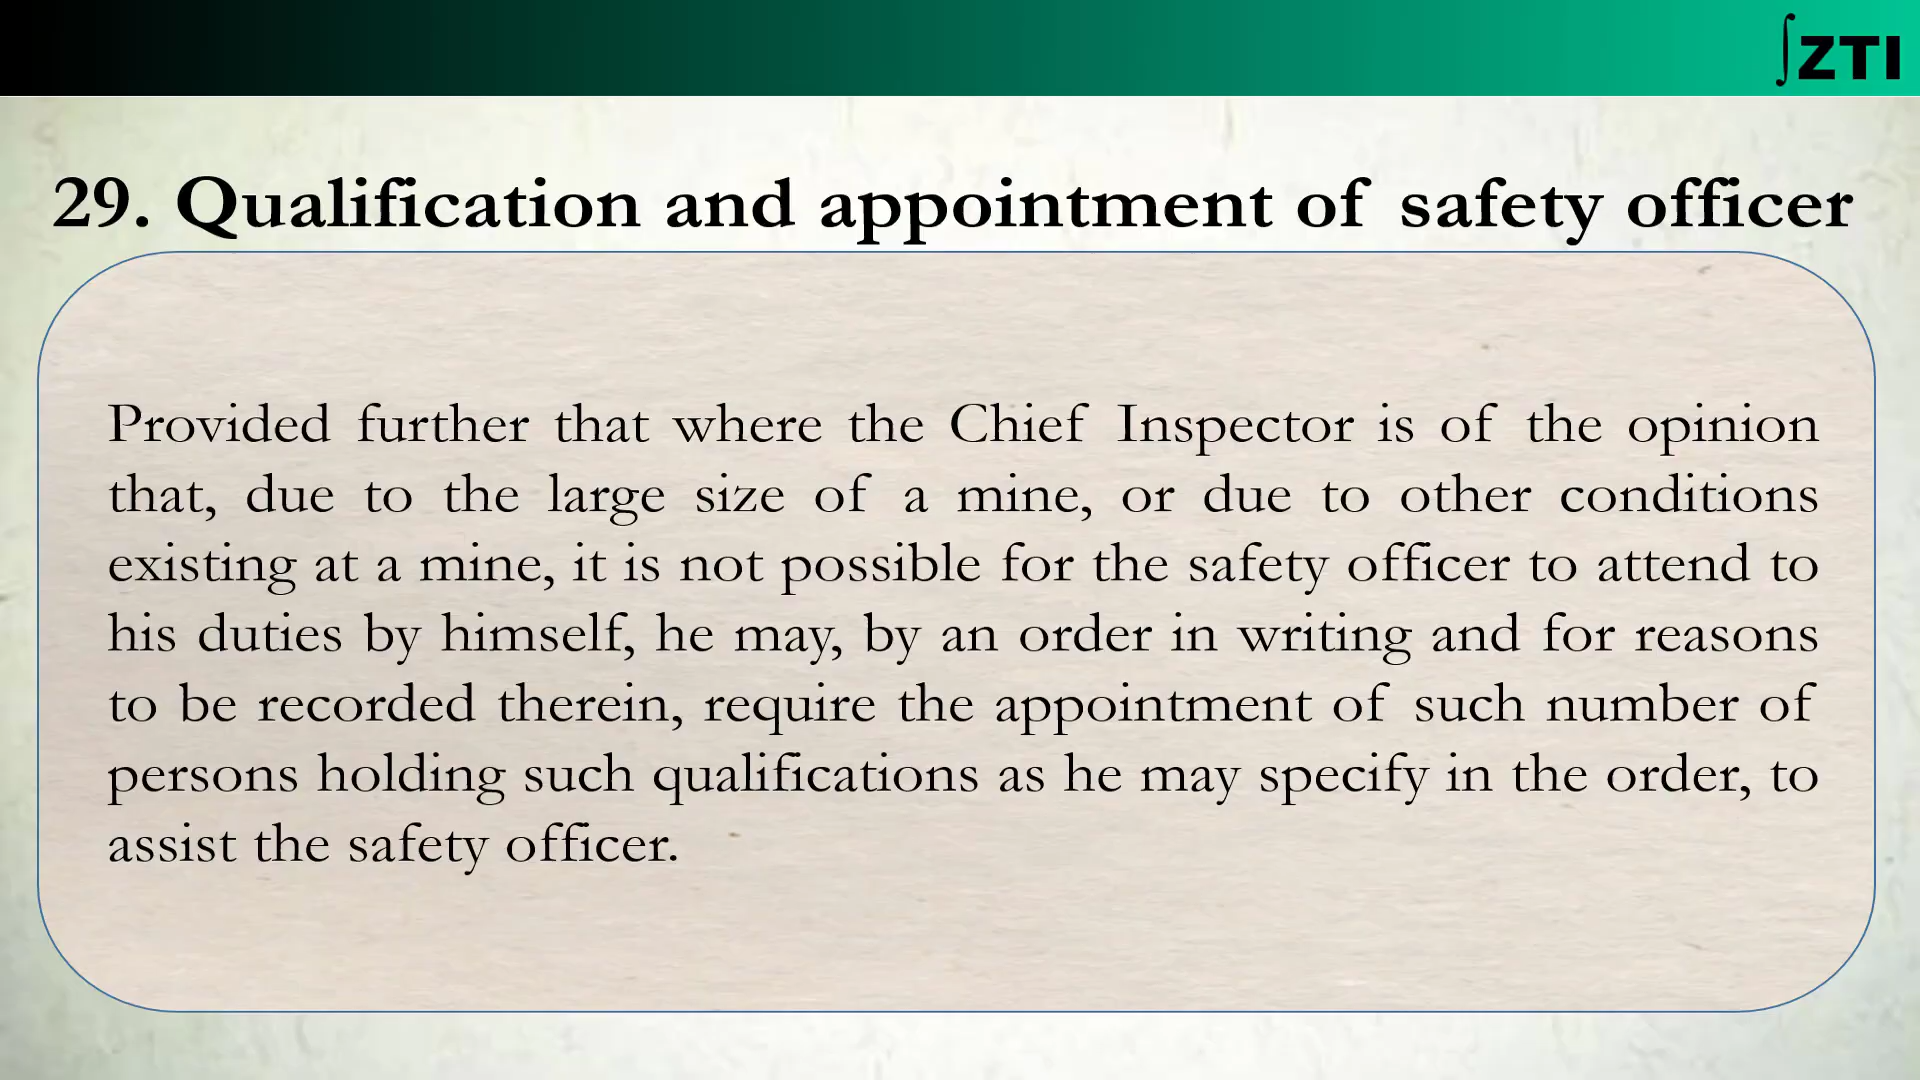 ∫ZTI
29. Qualification and appointment of safety officer
Provided further that where the Chief Inspector is of the opinion
that, due to the large size of a mine, or due to other conditions
existing at a mine, it is not possible for the safety officer to attend to
his duties by himself, he may, by an order in writing and for reasons
to be recorded therein, require the appointment of such number of
persons holding such qualifications as he may specify in the order, to
assist the safety officer.